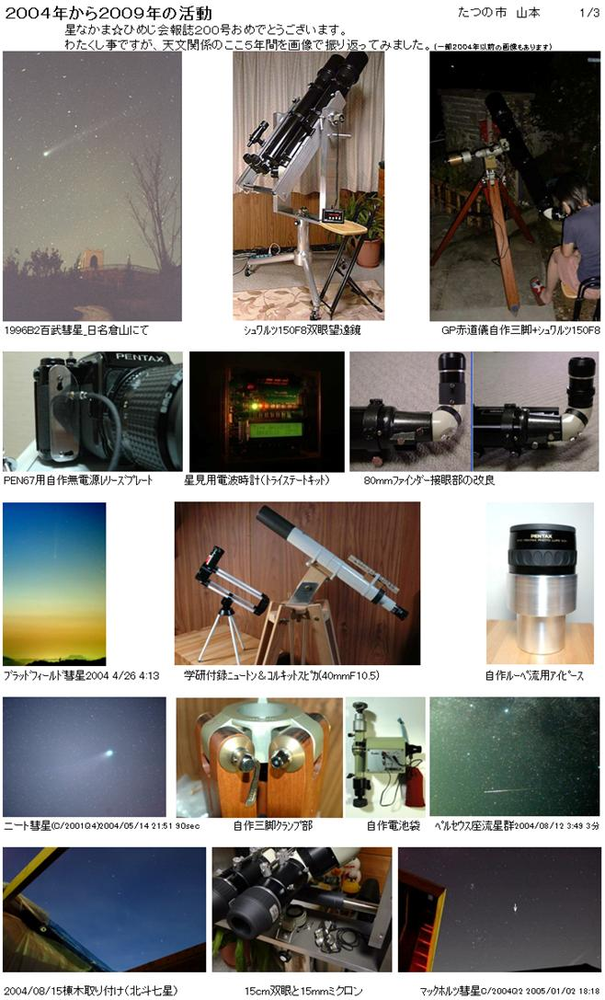 2004年から2009年の活動
たつの市 山本 1/3
星なかま☆ひめじ会報誌200号おめでとうございます。
わたくし事ですが、天文関係のここ5年間を画像で振り返ってみました。(一部2004年以前の画像もあります)
1996B2百武彗星_日名倉山にて
ｼｭﾜﾙﾂ150F8双眼望遠鏡
GP赤道儀自作三脚+ｼｭﾜﾙﾂ150F8
PENTAX
PEN67用自作無電源ﾚﾘｰｽﾞﾌﾟﾚｰﾄ
星見用電波時計(ﾄﾗｲｽﾃｰﾄｷｯﾄ)
80mmﾌｧｲﾝﾀﾞｰ接眼部の改良
PENTAX
ﾌﾞﾗｯﾄﾞﾌｨｰﾙﾄﾞ彗星2004 4/26 4:13
学研付録ﾆｭｰﾄﾝ＆ｺﾙｷｯﾄｽﾋﾟｶ(40mmF10.5)
自作ﾙｰﾍﾟ流用ｱｲﾋﾟｰｽ
ニート彗星(C/2001Q4)2004/05/14 21:51 90sec
自作三脚ｸﾗﾝﾌﾟ部
自作電池袋
ﾍﾟﾙｾｳｽ座流星群2004/08/12 3:49 3分
2004/08/15棟木取り付け(北斗七星)
15cm双眼と15mmミクロン
ﾏｯｸﾎﾙﾂ彗星C/2004Q2 2005/01/02 18:18